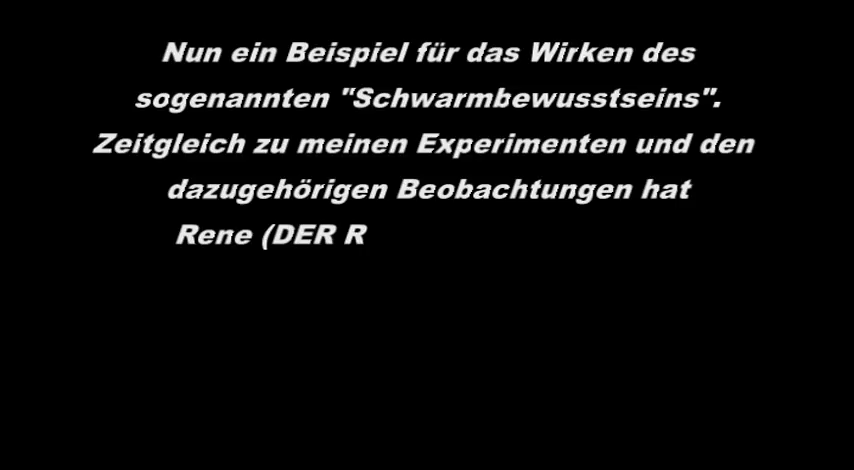 Nun ein Beispiel für das Wirken des
sogenannten "Schwarmbewusstseins".
Zeitgleich zu meinen Experimenten und den
dazugehörigen Beobachtungen hat
Rene (DER R